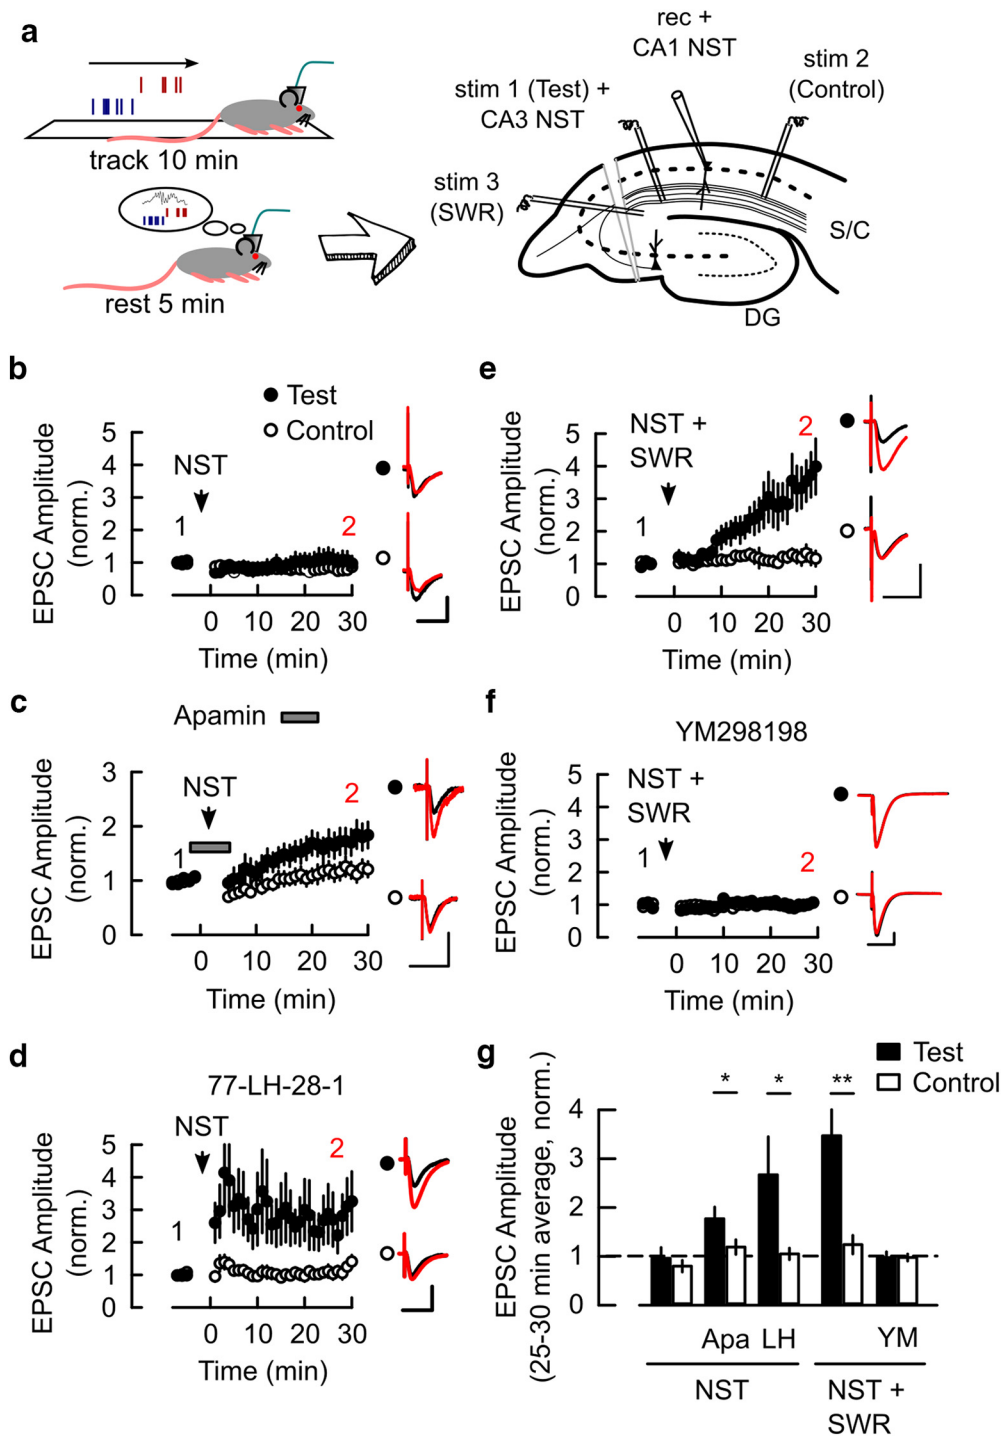 a
track 10 min
rest 5 min
rec +
CA1 NST
stim 1 (Test) +
CA3 NST
stim 2
(Control)
stim 3
(SWR)
S/C
DG
b
Test
Control
EPSC Amplitude
(norm.)
5
4
3
2
1
0
NST
1
2
0 10 20 30
Time (min)
c
Apamin
EPSC Amplitude
(norm.)
3
2
1
0
NST
1
2
0 10 20 30
Time (min)
d
77-LH-28-1
EPSC Amplitude
(norm.)
5
4
3
2
1
0
NST
1
2
0 10 20 30
Time (min)
e
EPSC Amplitude
(norm.)
5
4
3
2
1
0
NST +
SWR
1
2
0 10 20 30
Time (min)
f
YM298198
EPSC Amplitude
(norm.)
5
4
3
2
1
0
NST +
SWR
1
2
0 10 20 30
Time (min)
g
Test
Control
EPSC Amplitude
(25-30 min average, norm.)
4
3
2
1
0
* * **
Apa LH YM
NST
NST +
SWR